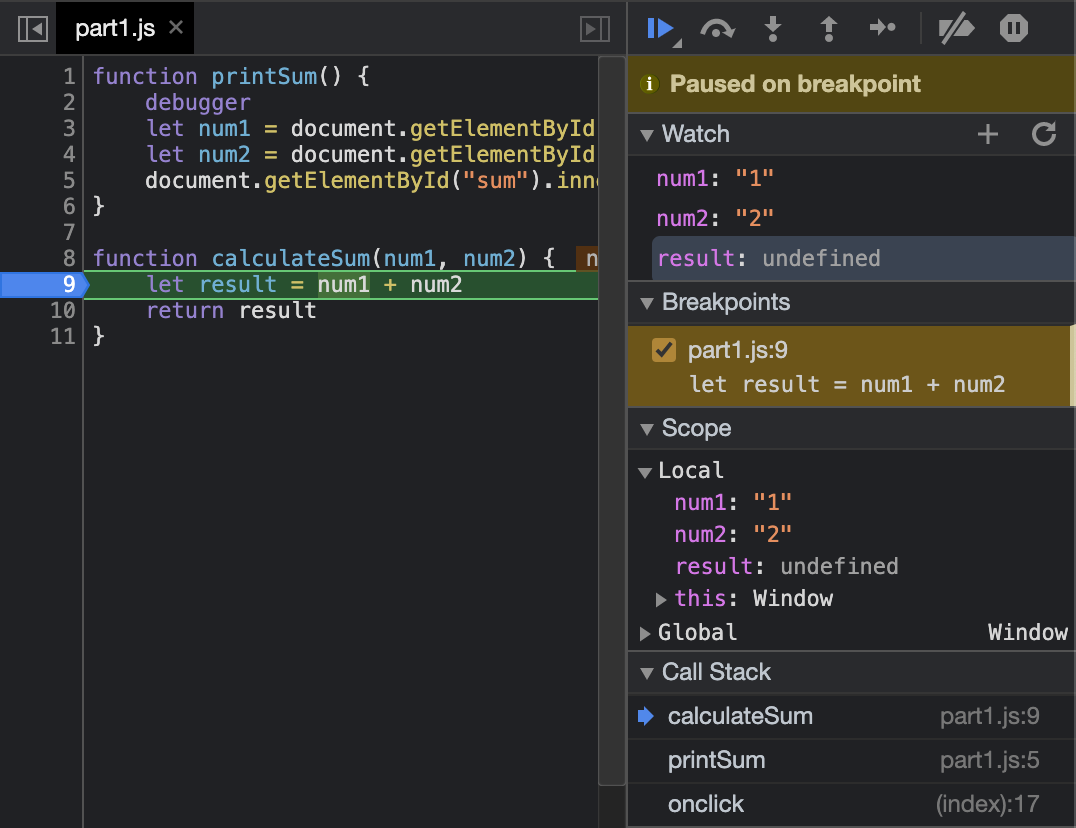 part1.js
1 function printSum() {
2 debugger
3 let num1 = document.getElementById
4 let num2 = document.getElementById
5 document.getElementById("sum").inne
6 }
7
8 function calculateSum(num1, num2) { n
9 let result = num1 + num2
10 return result
11 }
Paused on breakpoint
Watch
num1: "1"
num2: "2"
result: undefined
Breakpoints
part1.js:9
let result = num1 + num2
Scope
Local
num1: "1"
num2: "2"
result: undefined
this: Window
Global Window
Call Stack
calculateSum part1.js:9
printSum part1.js:5
onclick (index):17